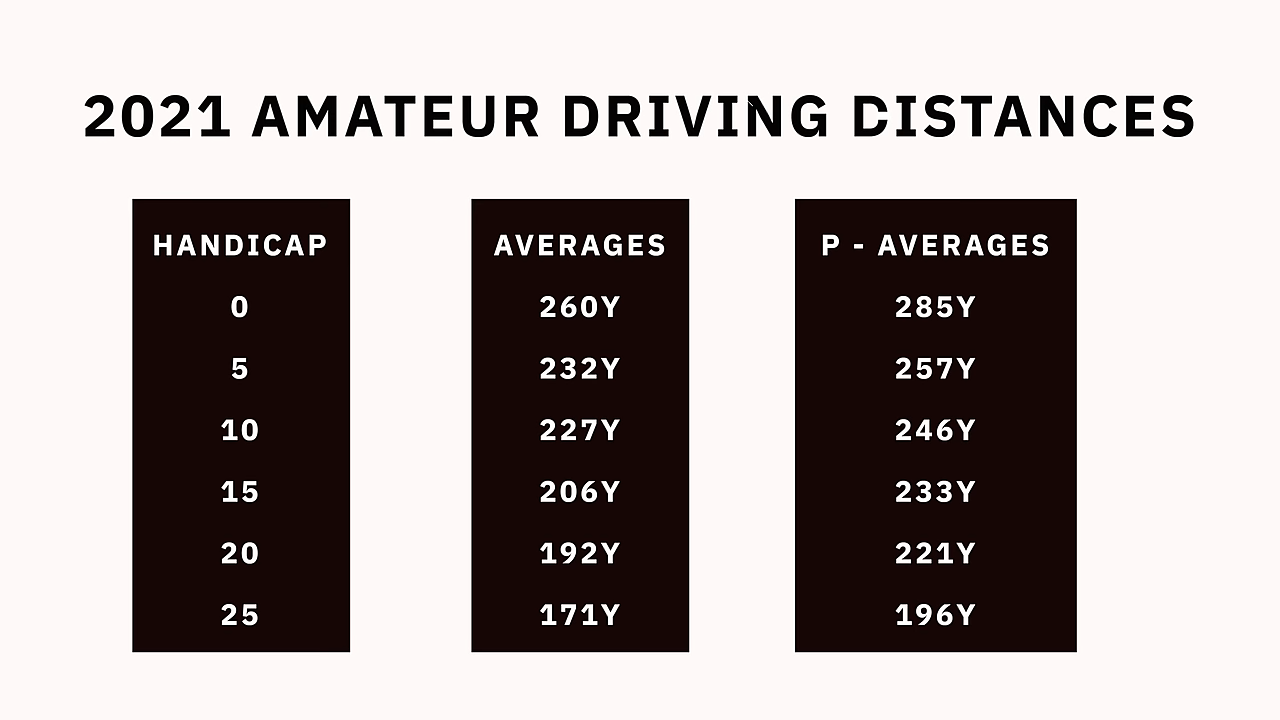 2021 AMATEUR DRIVING DISTANCES
HANDICAP AVERAGES P - AVERAGES
0 260Y 285Y
5 232Y 257Y
10 227Y 246Y
15 206Y 233Y
20 192Y 221Y
25 171Y 196Y